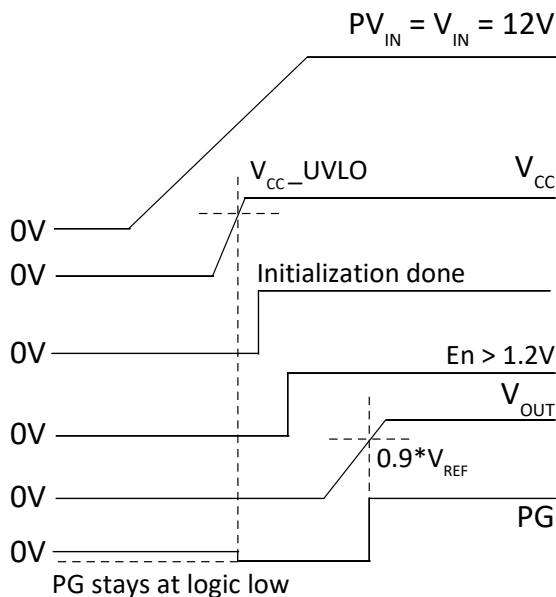 PV_IN = V_IN = 12V
V_CC_UVLO
V_CC
0V
0V
Initialization done
0V
En > 1.2V
V_OUT
0V
0.9*V_REF
0V
PG
0V
PG stays at logic low